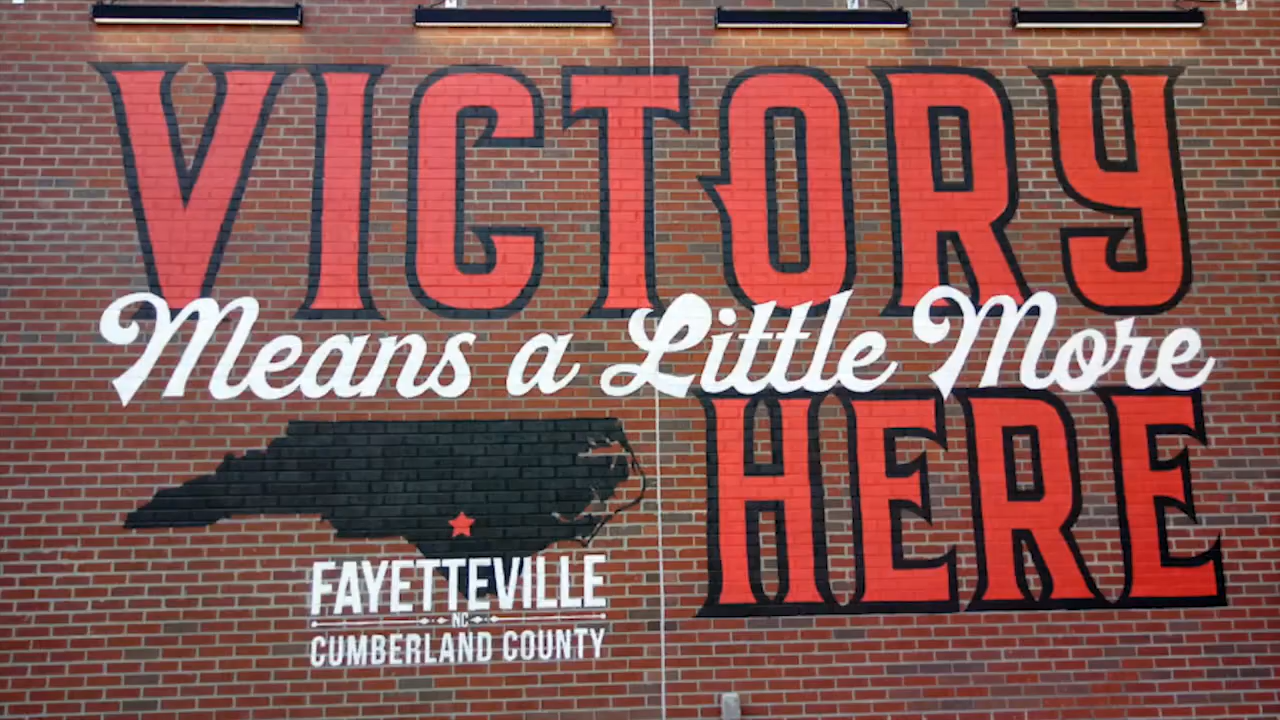 VICTORY
Means a Little More
HERE
FAYETTEVILLE
NC
CUMBERLAND COUNTY